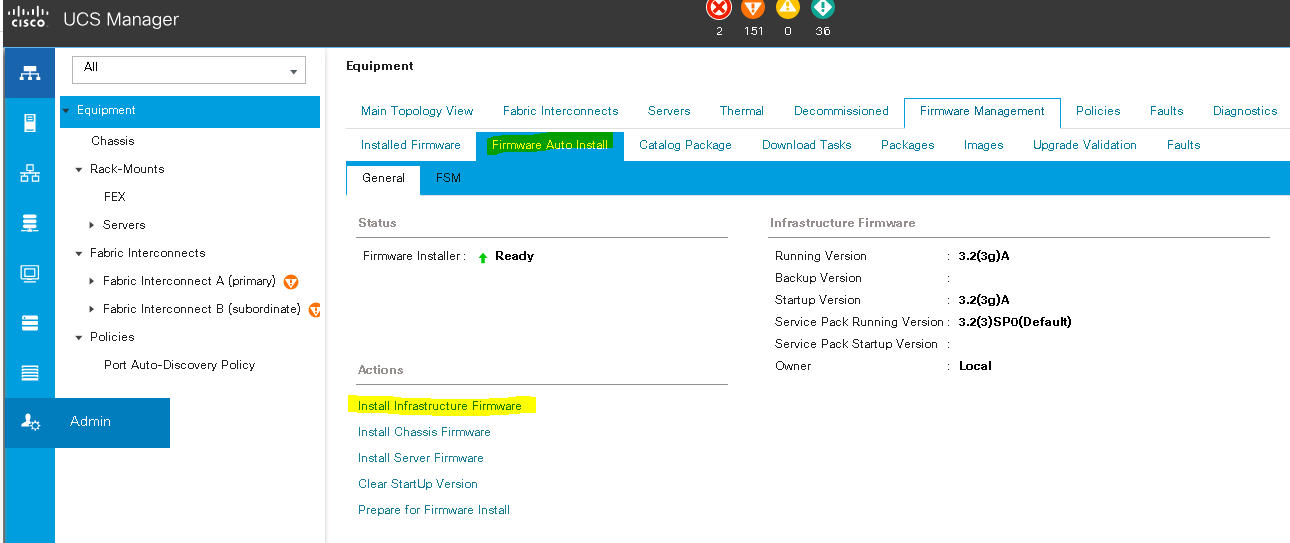 CISCO UCS Manager
2 151 0 36
All
Equipment
Chassis
Rack-Mounts
FEX
Servers
Fabric Interconnects
Fabric Interconnect A (primary)
Fabric Interconnect B (subordinate)
Policies
Port Auto-Discovery Policy
Admin
Equipment
Main Topology View Fabric Interconnects Servers Thermal Decommissioned Firmware Management Policies Faults Diagnostics
Installed Firmware Firmware Auto Install Catalog Package Download Tasks Packages Images Upgrade Validation Faults
General FSM
Status
Firmware Installer : Ready
Actions
Install Infrastructure Firmware
Install Chassis Firmware
Install Server Firmware
Clear StartUp Version
Prepare for Firmware Install
Infrastructure Firmware
Running Version : 3.2(3g)A
Backup Version :
Startup Version : 3.2(3g)A
Service Pack Running Version : 3.2(3)SP0(Default)
Service Pack Startup Version :
Owner : Local